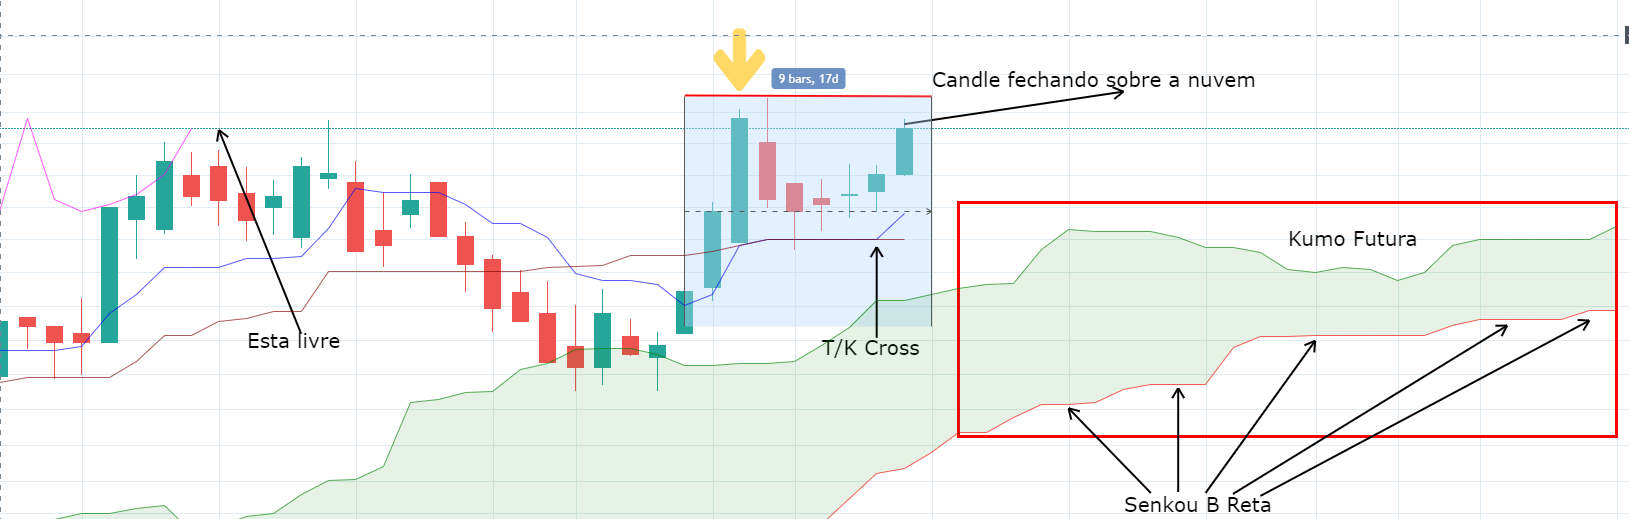 9 bars, 17d
Candle fechando sobre a nuvem
Kumo Futura
Esta livre
T/K Cross
Senkou B Reta